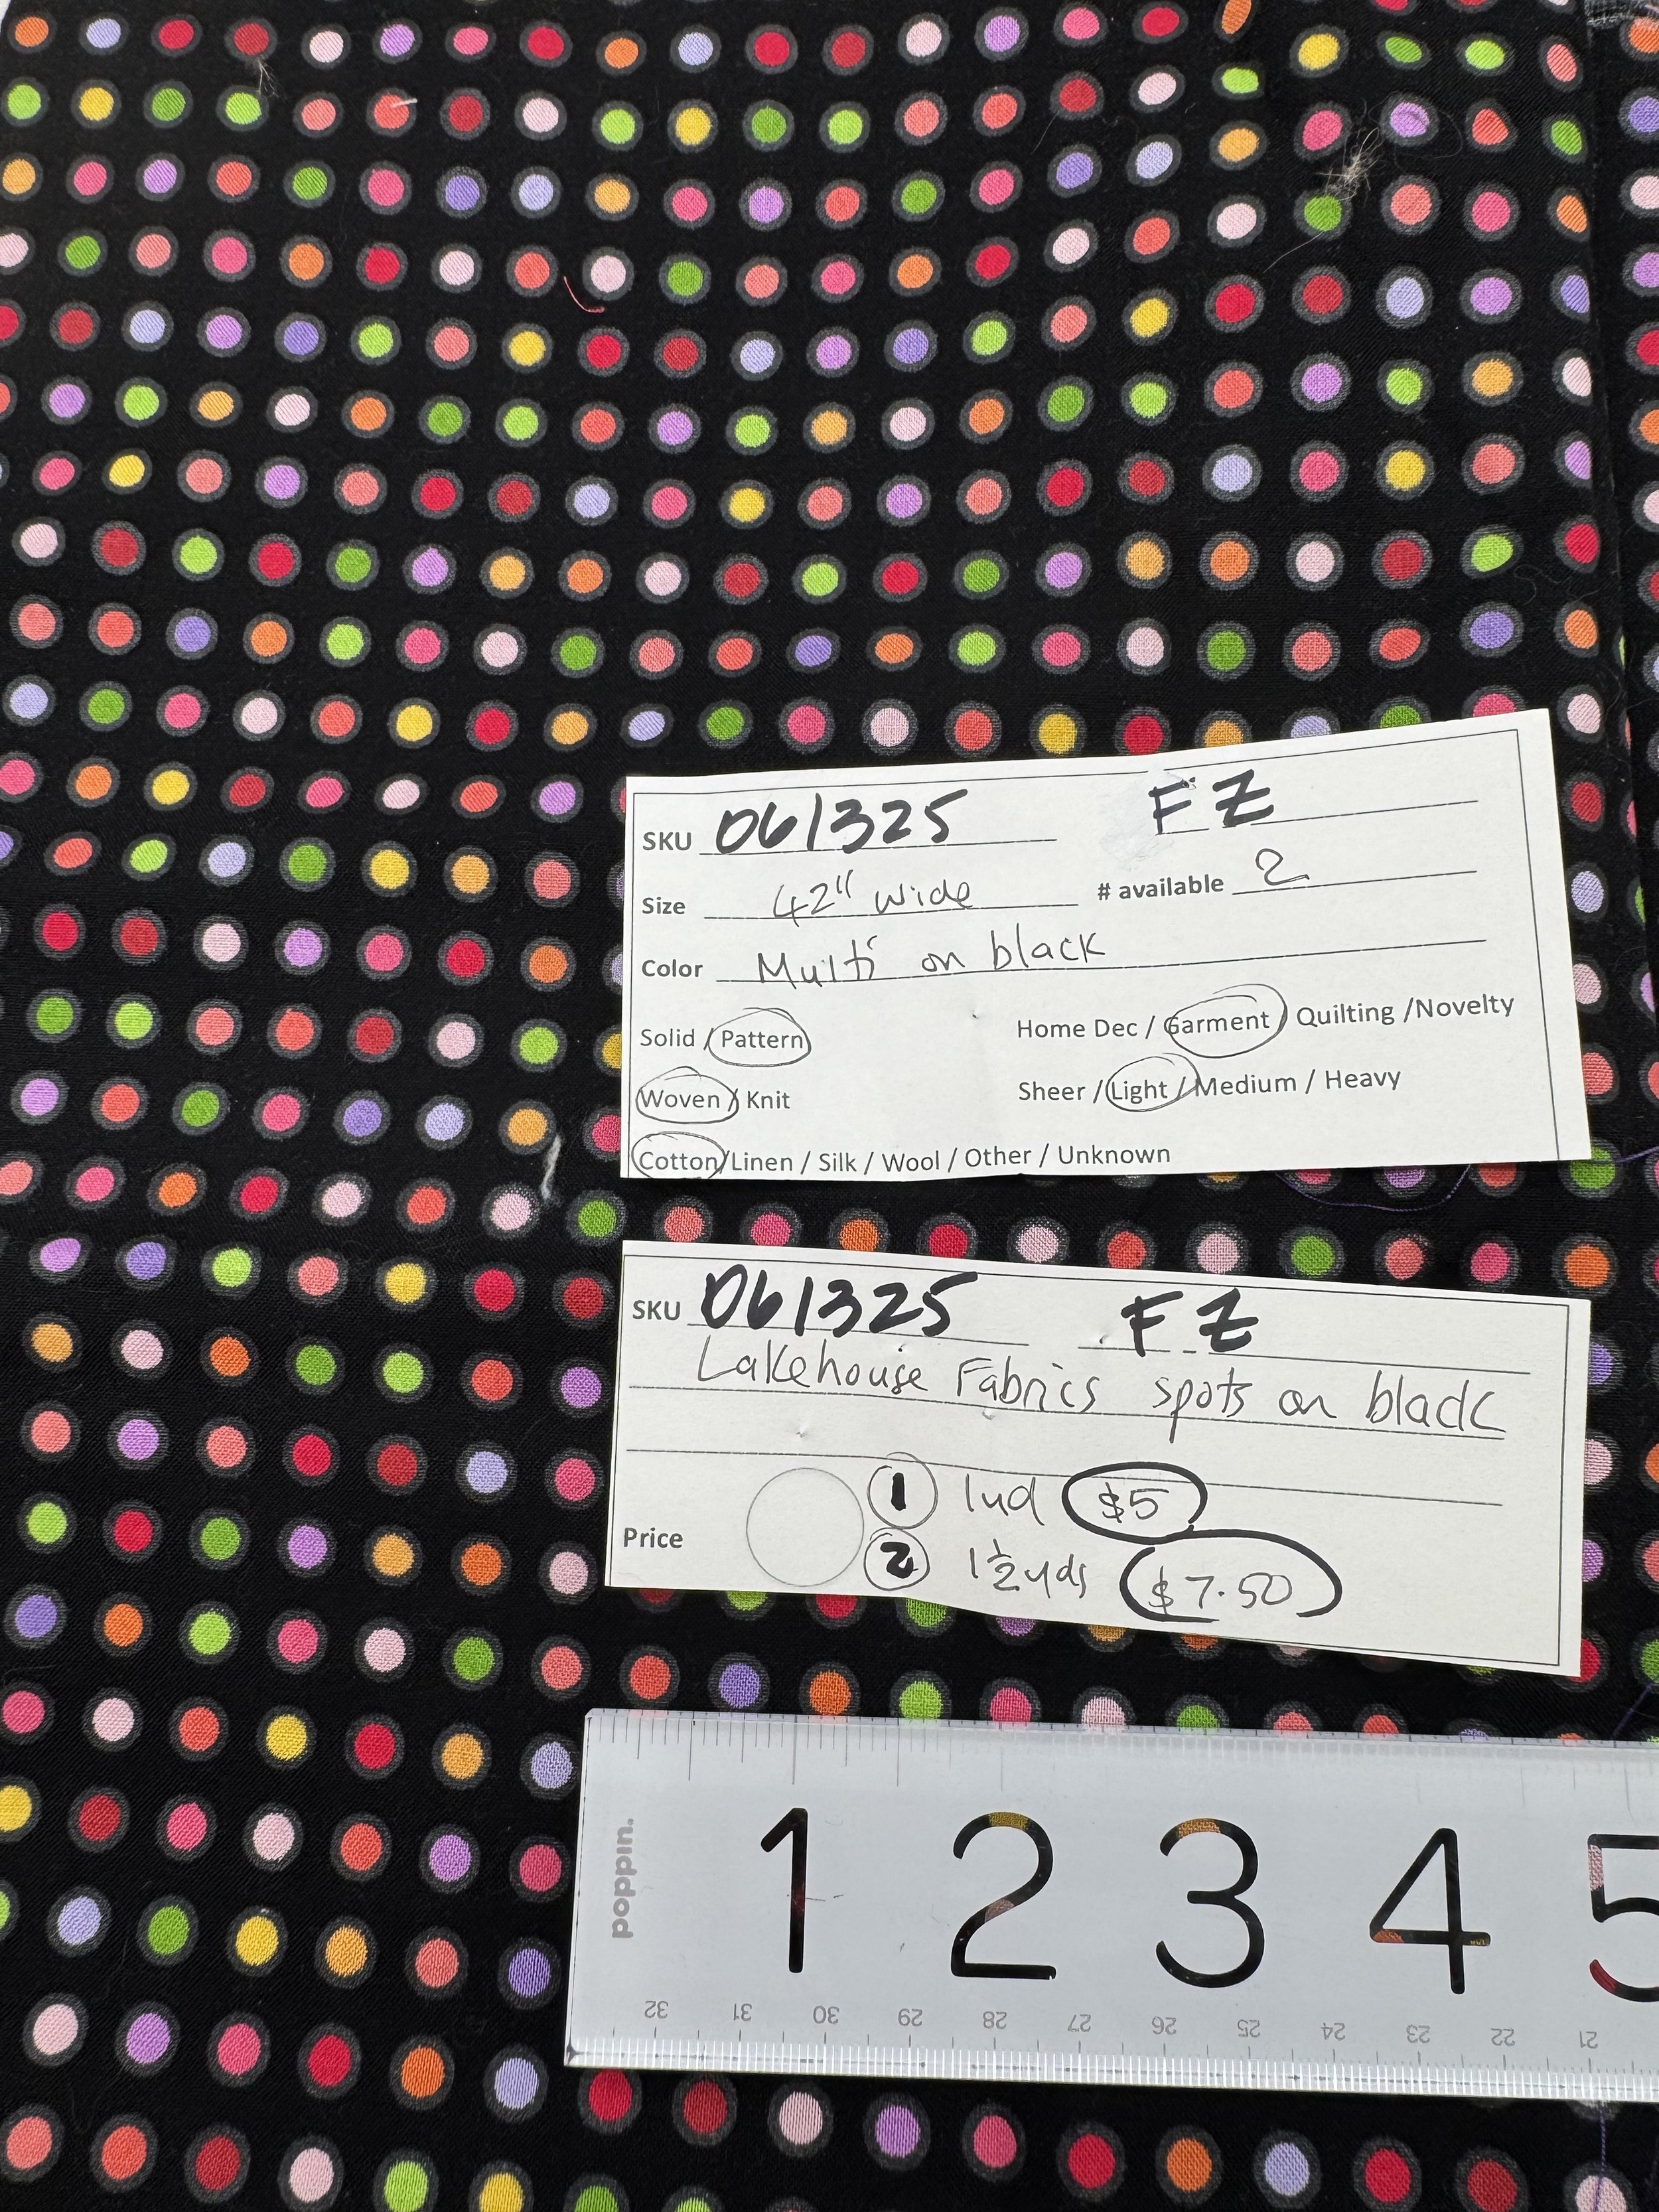 SKU 061325 FZ
Size 42" wide # available 2
Color Multi on black
Solid / Pattern Home Dec / Garment / Quilting /Novelty
Woven / Knit Sheer / Light / Medium / Heavy
Cotton/Linen / Silk / Wool / Other / Unknown
SKU 061325 FZ
Lakehouse Fabrics spots on black
1 1yd $5
Price 2 1½yds $7.50
poppin. 1 2 3 4 5
32 31 30 29 28 27 26 25 24 23 22 21